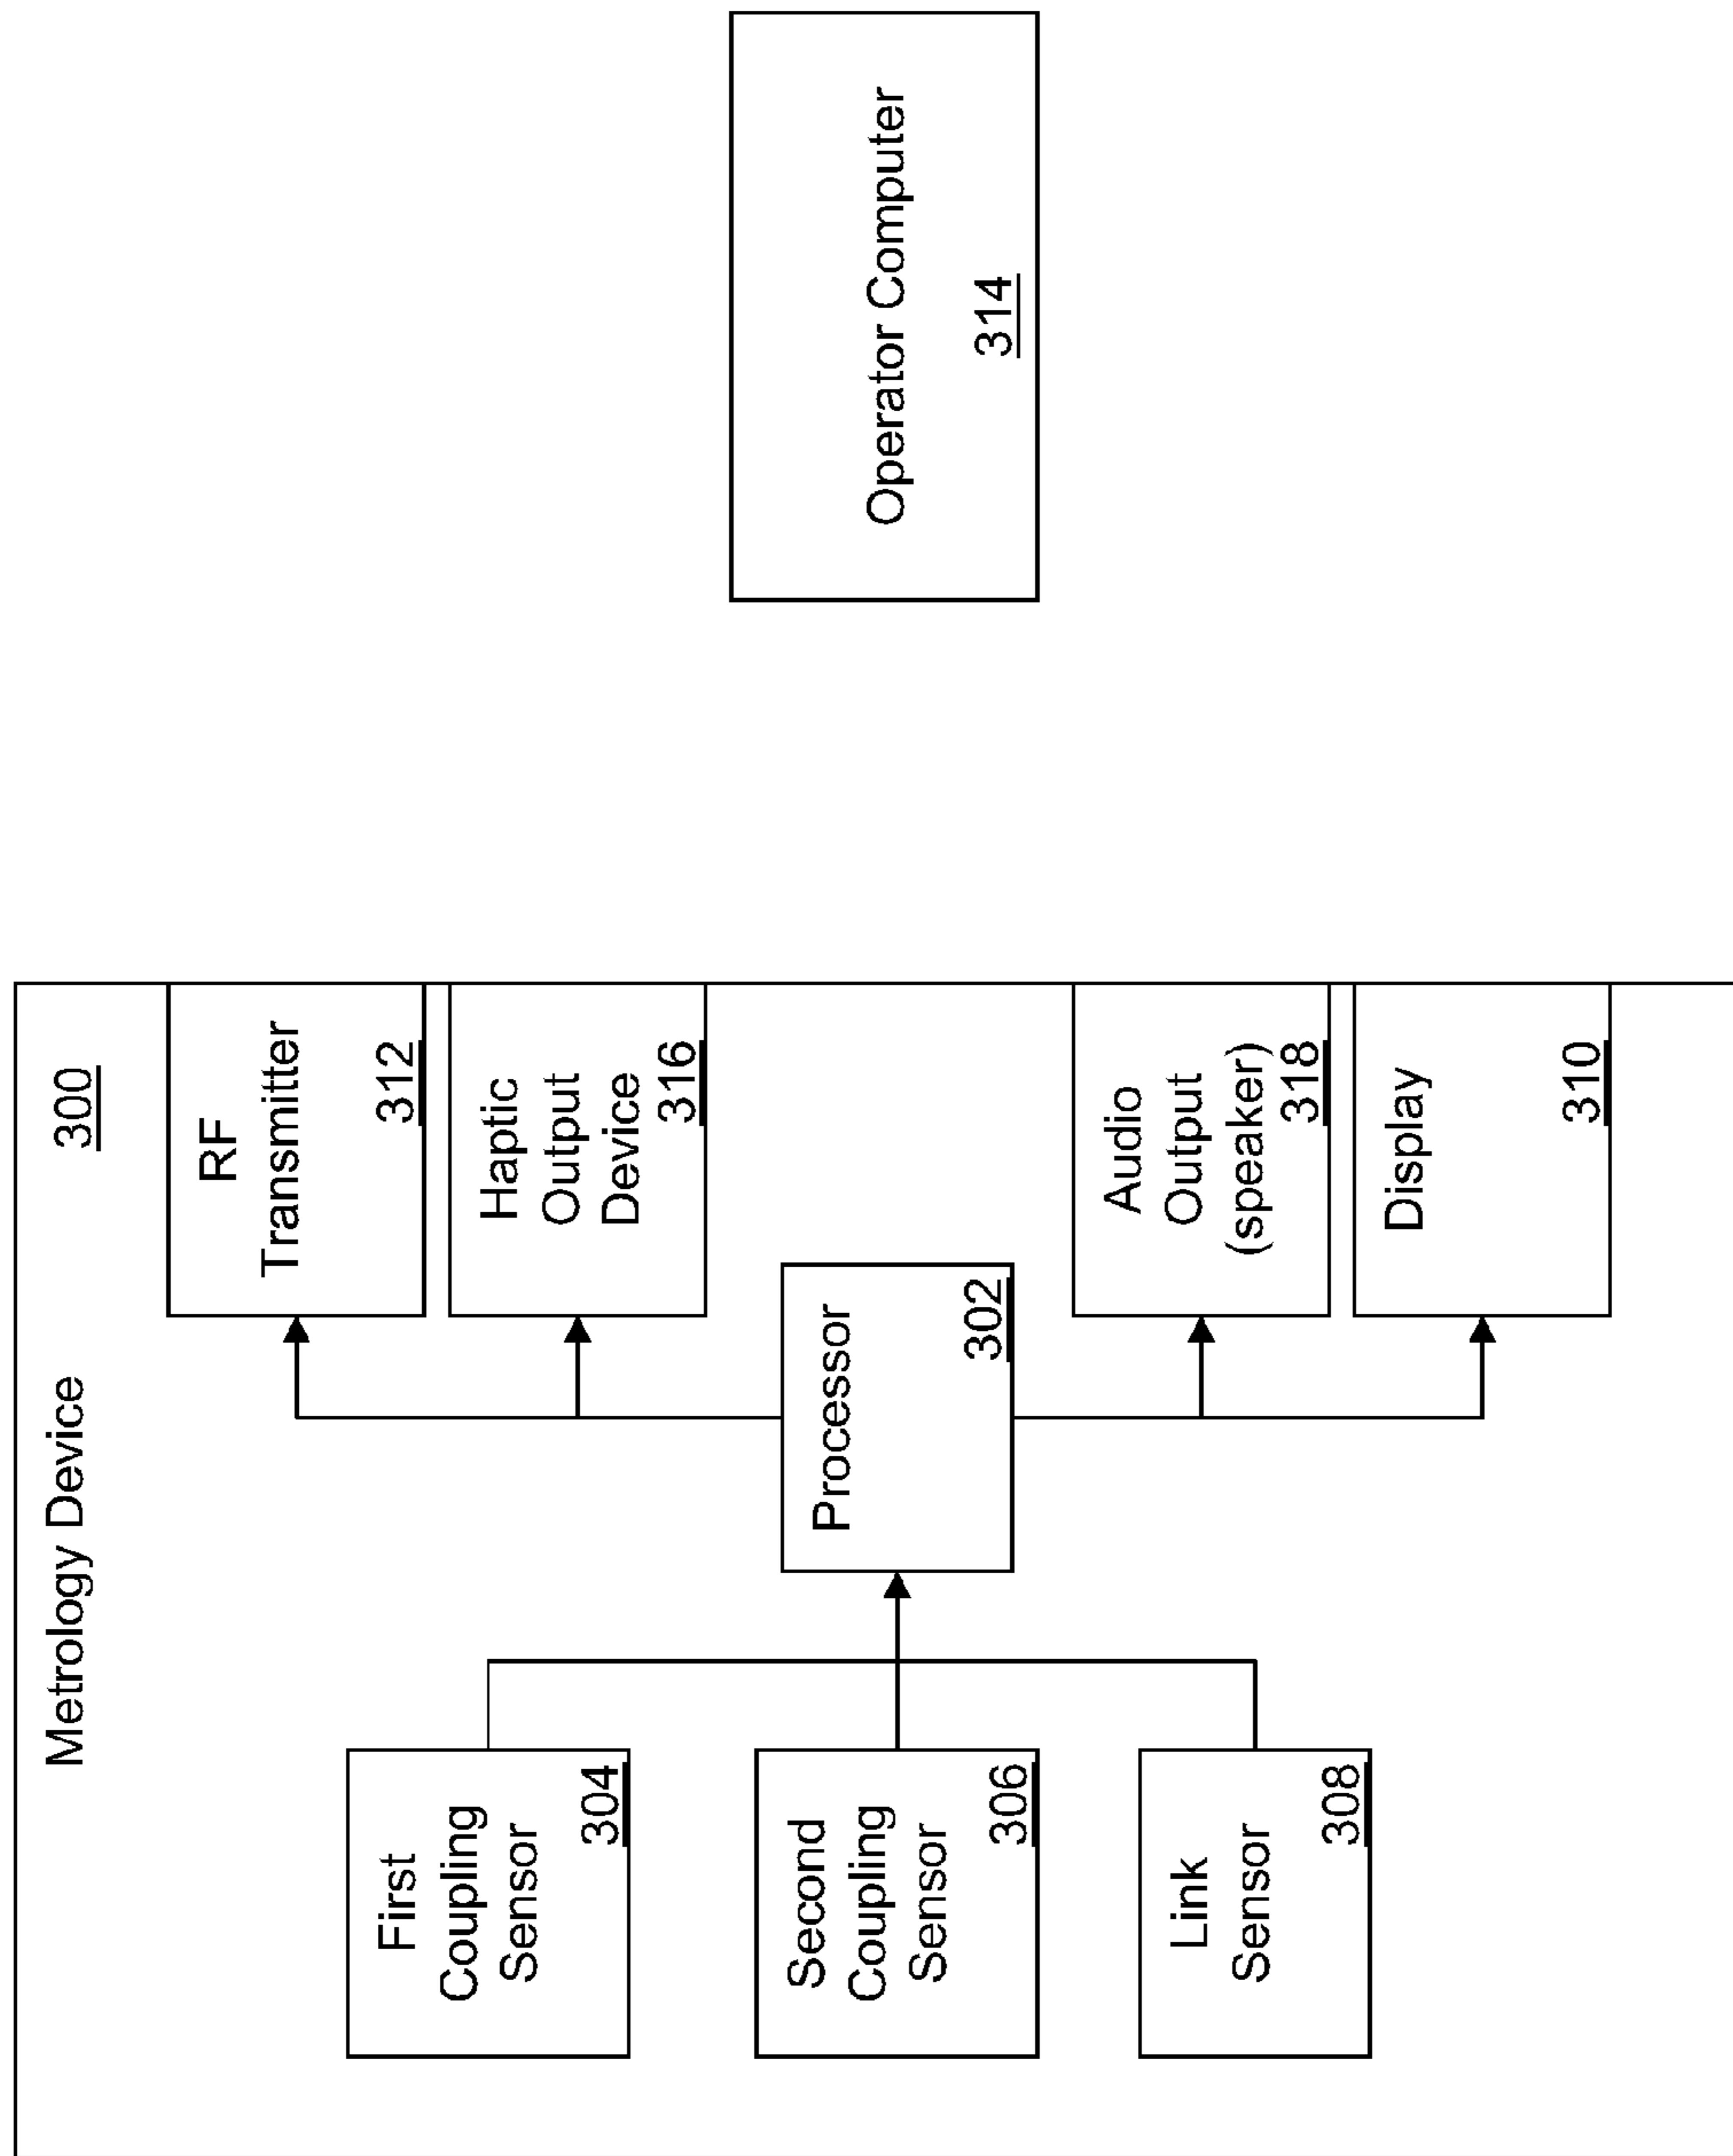 Metrology Device
300
First
Coupling
Sensor
304
Second
Coupling
Sensor
306
Link
Sensor
308
Processor
302
RF
Transmitter
312
Haptic
Output
Device
316
Audio
Output
(speaker)
318
Display
310
Operator Computer
314